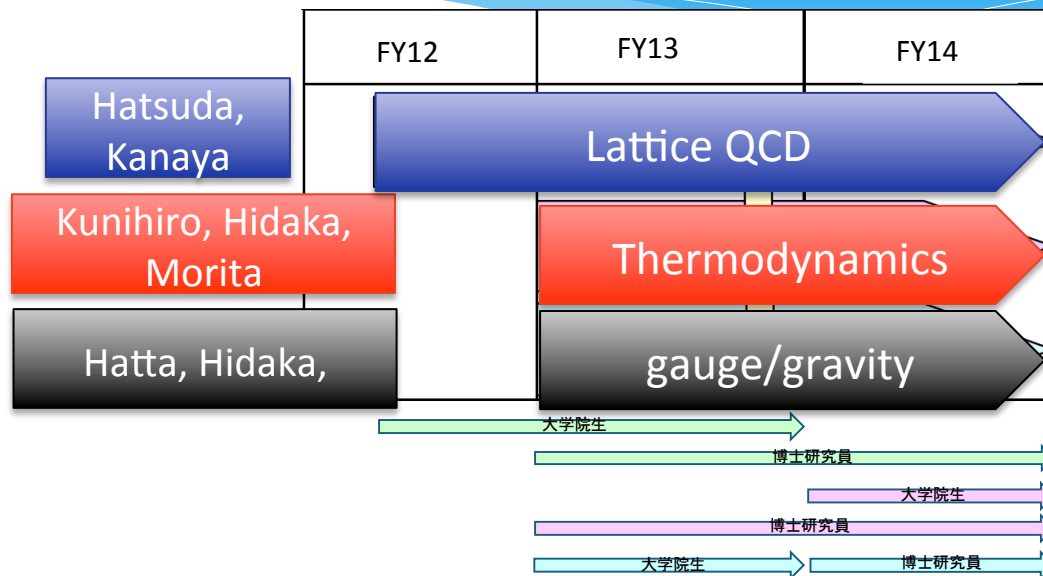 FY12 FY13 FY14
Hatsuda,
Kanaya
Lattice QCD
Kunihiro, Hidaka,
Morita
Thermodynamics
Hatta, Hidaka,
gauge/gravity
大学院生
博士研究員
大学院生
博士研究員
大学院生 博士研究員